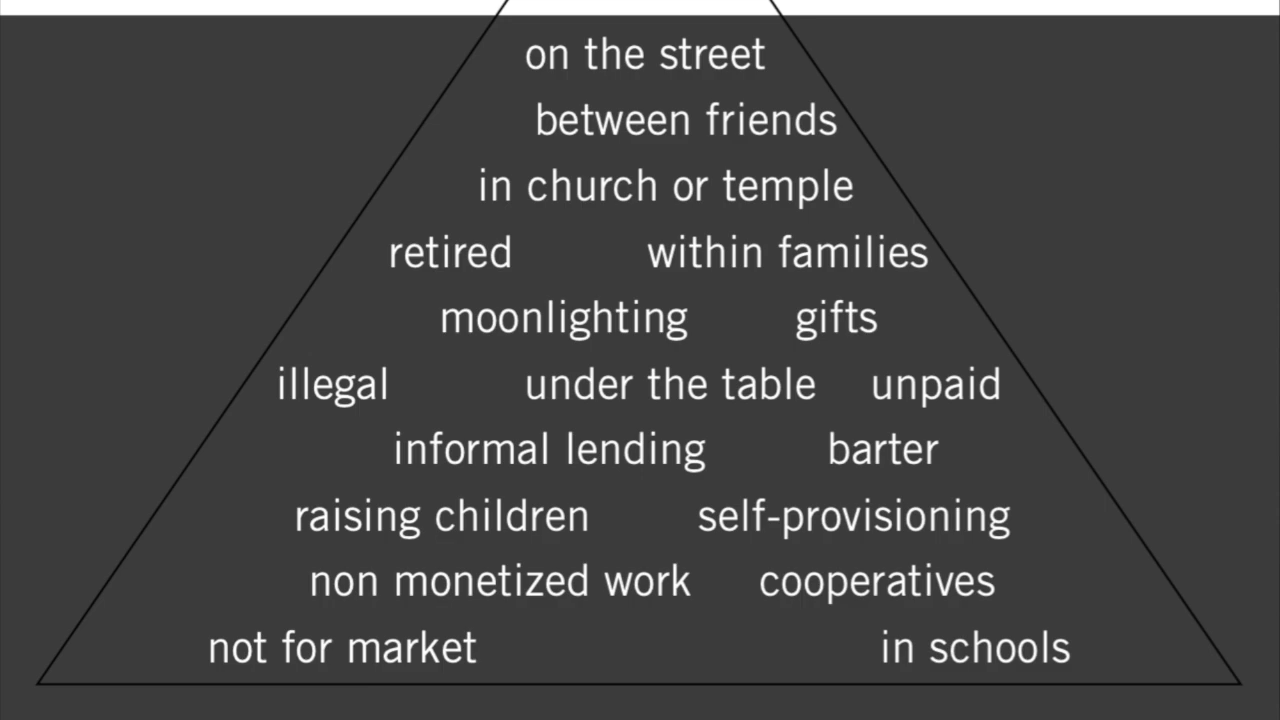 on the street
between friends
in church or temple
retired within families
moonlighting gifts
illegal under the table unpaid
informal lending barter
raising children self-provisioning
non monetized work cooperatives
not for market in schools